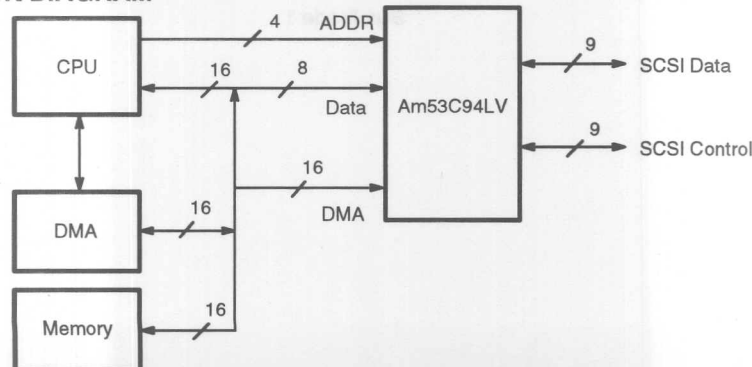 4
ADDR
CPU
16
8
Data
Am53C94LV
9
SCSI Data
9
SCSI Control
16
DMA
DMA
16
Memory
16